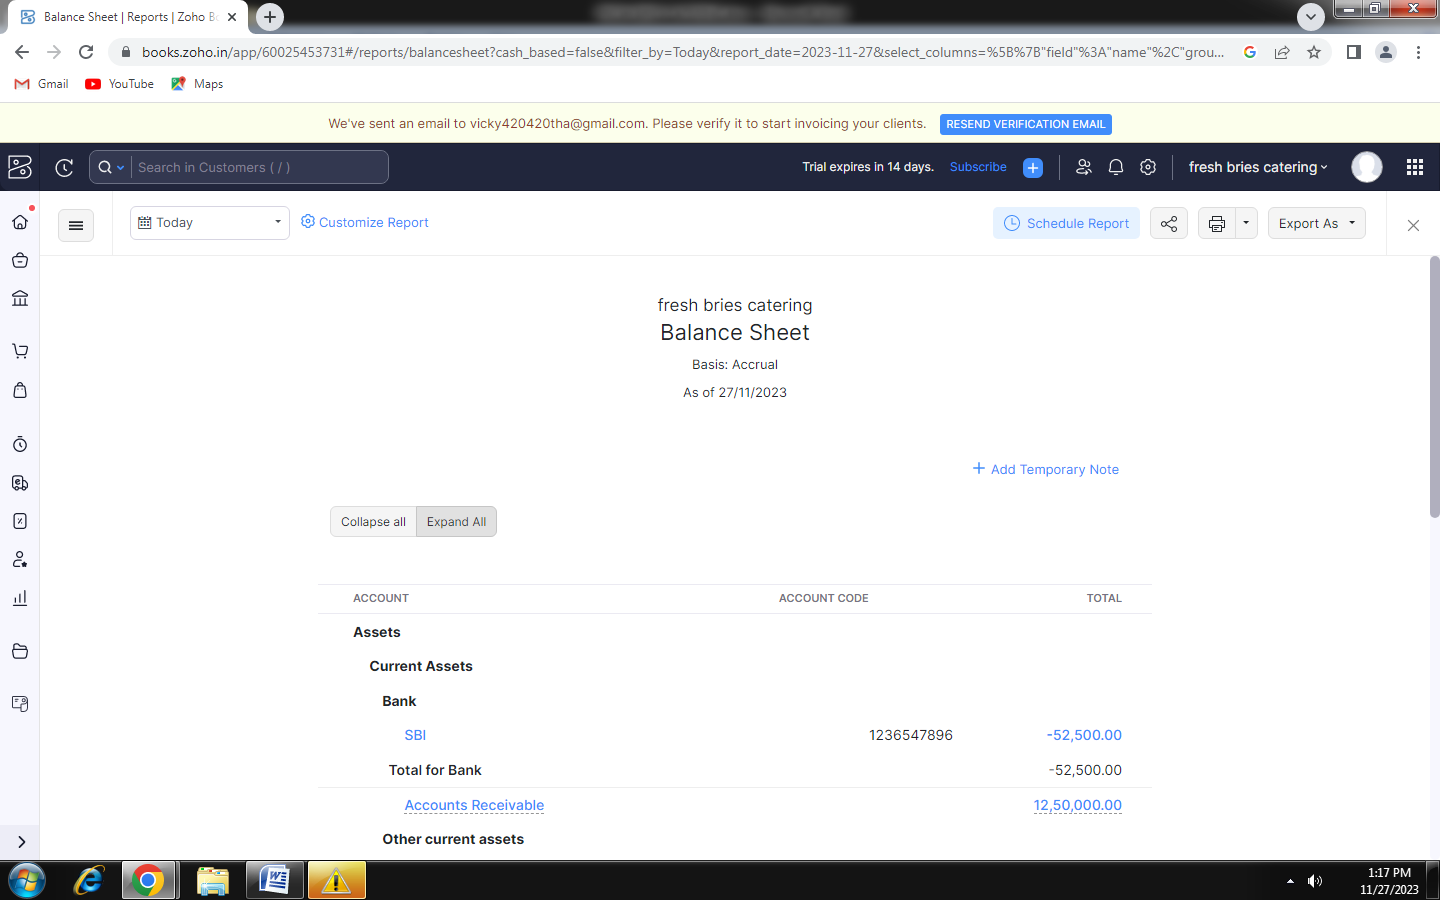 Balance Sheet | Reports | Zoho Bo
books.zoho.in/app/60025453731#/reports/balancesheet?cash_based=false&filter_by=Today&report_date=2023-11-27&select_columns=%5B%7B"field"%3A"name"%2C"grou...
Gmail YouTube Maps
We've sent an email to vicky420420tha@gmail.com. Please verify it to start invoicing your clients. RESEND VERIFICATION EMAIL
Search in Customers ( / ) Trial expires in 14 days. Subscribe fresh bries catering
Today Customize Report Schedule Report Export As
fresh bries catering
Balance Sheet
Basis: Accrual
As of 27/11/2023
Add Temporary Note
Collapse all Expand All
ACCOUNT ACCOUNT CODE TOTAL
Assets
Current Assets
Bank
SBI 1236547896 -52,500.00
Total for Bank -52,500.00
Accounts Receivable 12,50,000.00
Other current assets
1:17 PM
11/27/2023